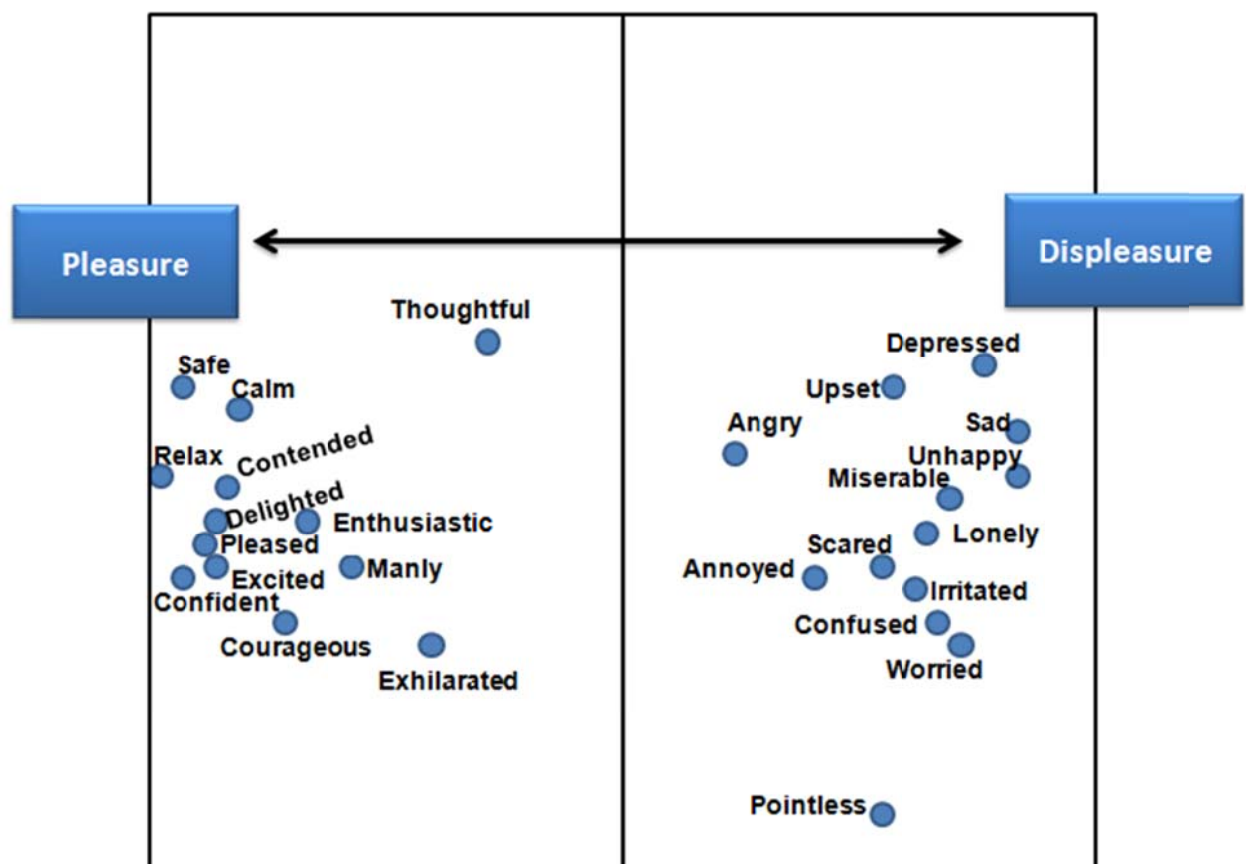 Pleasure
Displeasure
Thoughtful
Safe
Calm
Relax
Contended
Delighted
Enthusiastic
Pleased
Excited
Manly
Confident
Courageous
Exhilarated
Depressed
Upset
Angry
Sad
Unhappy
Miserable
Lonely
Scared
Annoyed
Irritated
Confused
Worried
Pointless